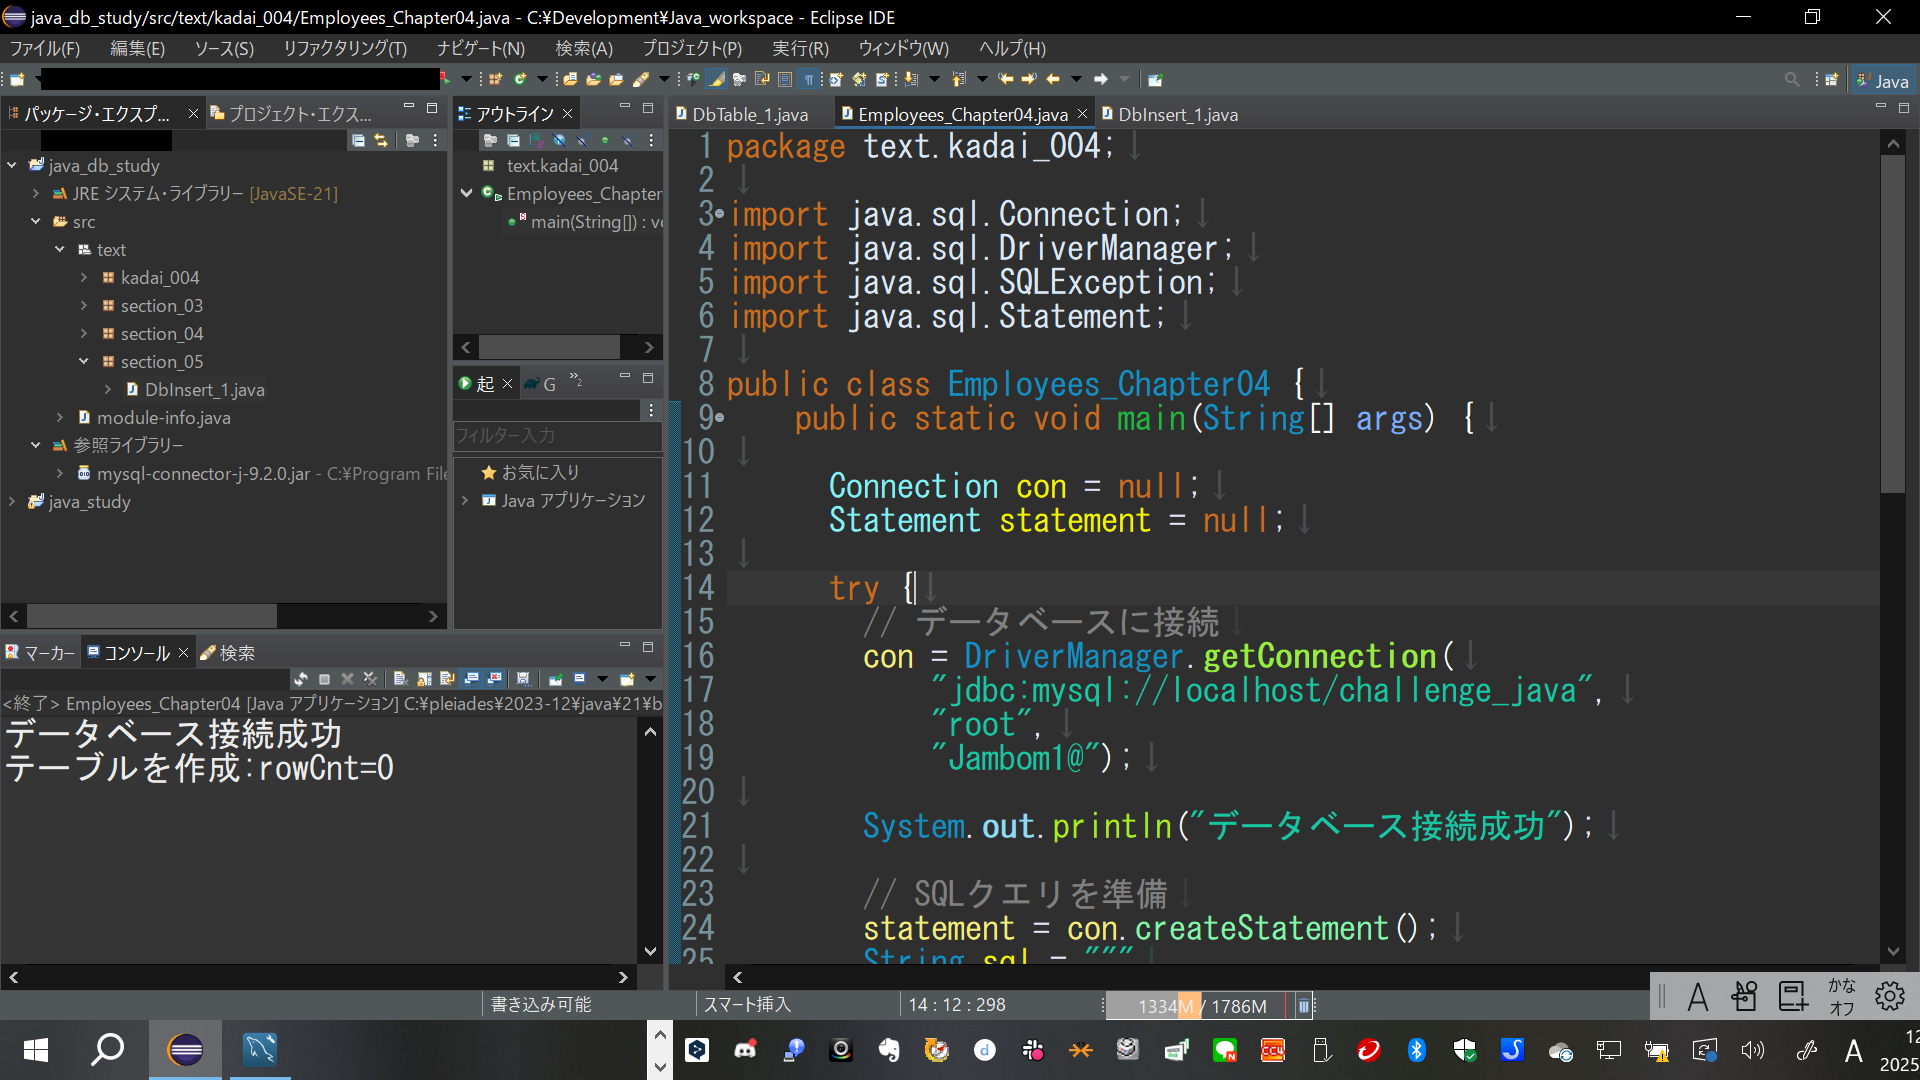 java_db_study/src/text/kadai_004/Employees_Chapter04.java - C:¥Development¥Java_workspace - Eclipse IDE
ファイル(F) 編集(E) ソース(S) リファクタリング(T) ナビゲート(N) 検索(A) プロジェクト(P) 実行(R) ウィンドウ(W) ヘルプ(H)
Java
パッケージ・エクスプ... プロジェクト・エクス...
java_db_study
JRE システム・ライブラリー [JavaSE-21]
src
text
kadai_004
section_03
section_04
section_05
DbInsert_1.java
module-info.java
参照ライブラリー
mysql-connector-j-9.2.0.jar - C:¥Program File
java_study
アウトライン
text.kadai_004
Employees_Chapter
main(String[]) : vo
起 G »2
フィルター入力
お気に入り
Java アプリケーション
マーカー コンソール 検索
<終了> Employees_Chapter04 [Java アプリケーション] C:¥pleiades¥2023-12¥java¥21¥b
データベース接続成功
テーブルを作成:rowCnt=0
DbTable_1.java Employees_Chapter04.java DbInsert_1.java
1 package text.kadai_004;↓
2 ↓
3 import java.sql.Connection;↓
4 import java.sql.DriverManager;↓
5 import java.sql.SQLException;↓
6 import java.sql.Statement;↓
7 ↓
8 public class Employees_Chapter04 {↓
9 public static void main(String[] args) {↓
10 ↓
11 Connection con = null;↓
12 Statement statement = null;↓
13 ↓
14 try {↓
15 // データベースに接続↓
16 con = DriverManager.getConnection(↓
17 "jdbc:mysql://localhost/challenge_java",↓
18 "root",↓
19 "Jambom1@");↓
20 ↓
21 System.out.println("データベース接続成功");↓
22 ↓
23 // SQLクエリを準備↓
24 statement = con.createStatement();↓
25 String sql = """↓
書き込み可能 スマート挿入 14 : 12 : 298 1334M / 1786M
A かな
オフ
A 12
2025